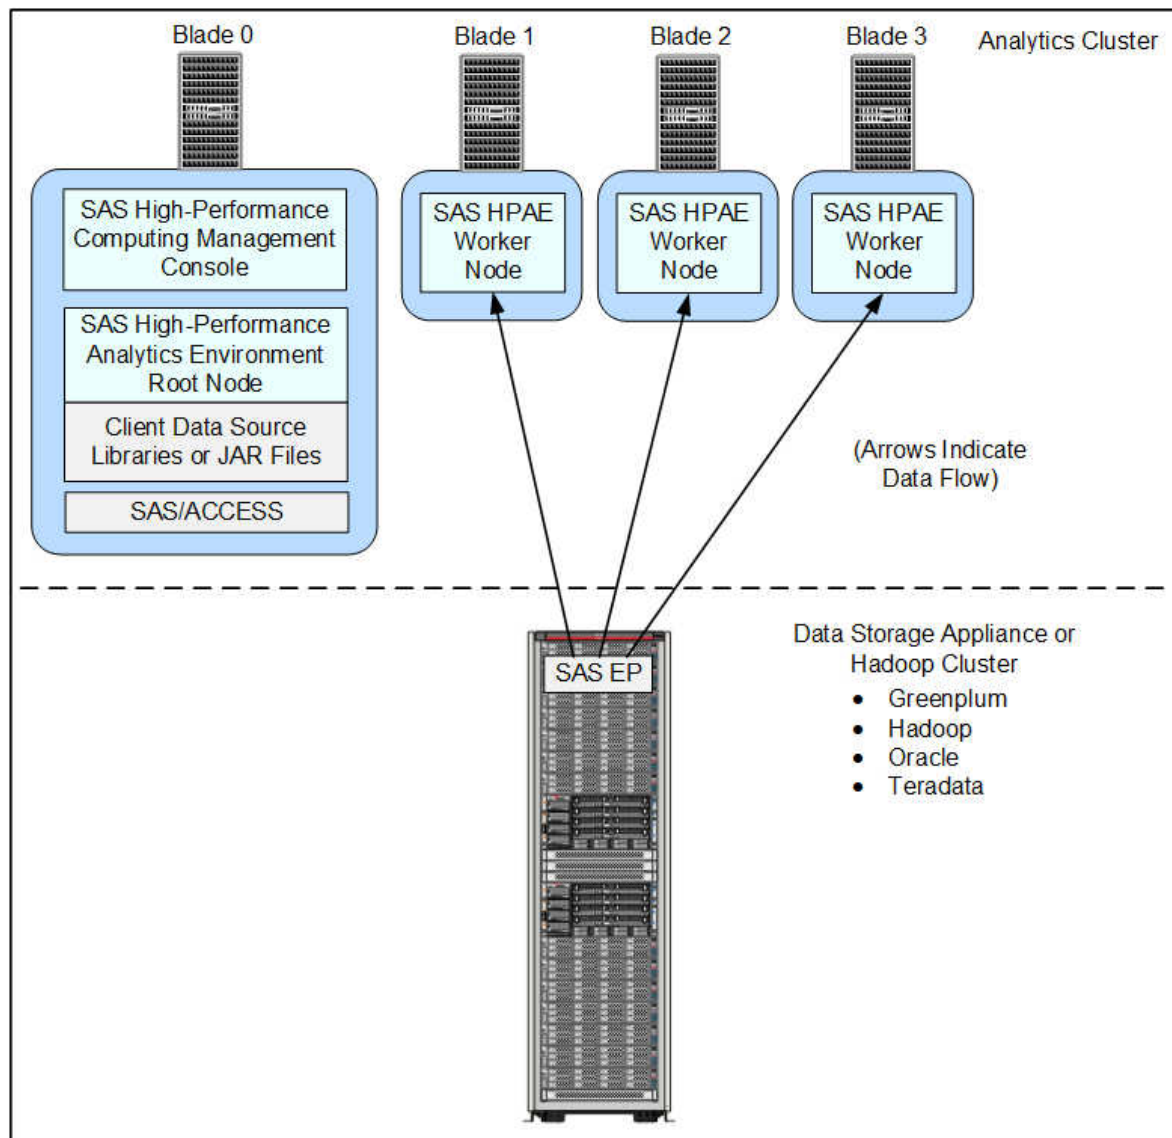 Blade 0
Blade 1
Blade 2
Blade 3
Analytics Cluster
SAS High-Performance
Computing Management
Console
SAS High-Performance
Analytics Environment
Root Node
Client Data Source
Libraries or JAR Files
SAS/ACCESS
SAS HPAE
Worker
Node
SAS HPAE
Worker
Node
SAS HPAE
Worker
Node
(Arrows Indicate
Data Flow)
SAS EP
Data Storage Appliance or
Hadoop Cluster
• Greenplum
• Hadoop
• Oracle
• Teradata